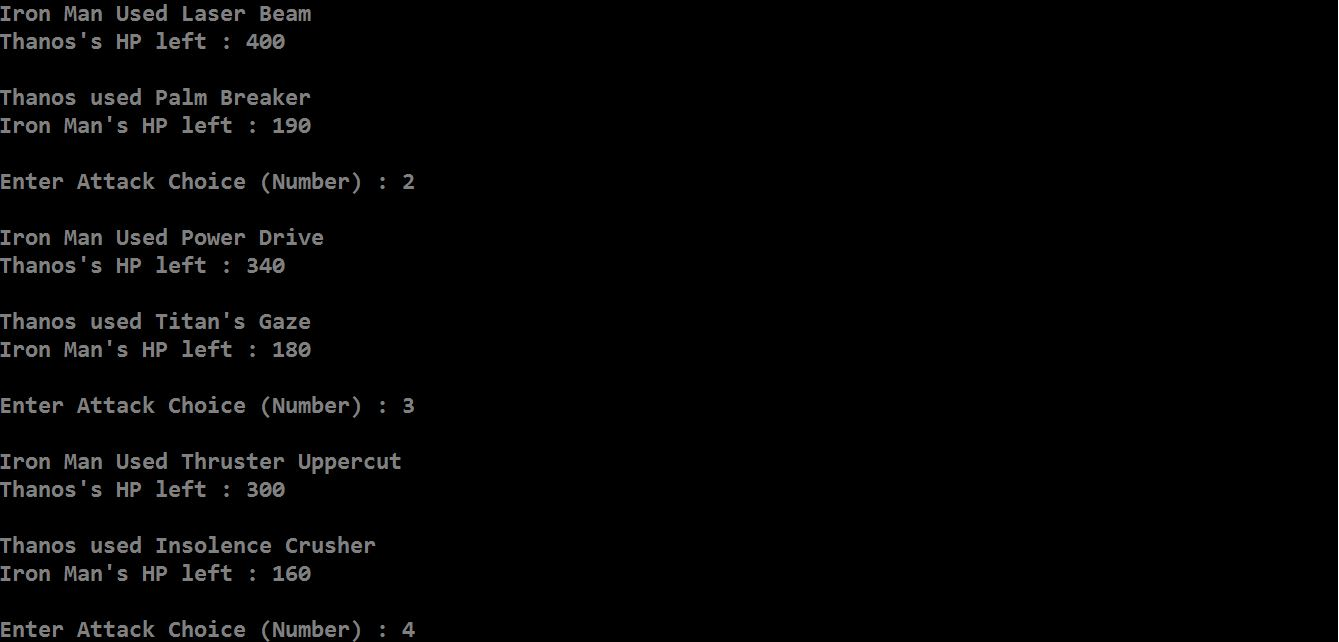 Iron Man Used Laser Beam
Thanos's HP left : 400
Thanos used Palm Breaker
Iron Man's HP left : 190
Enter Attack Choice (Number) : 2
Iron Man Used Power Drive
Thanos's HP left : 340
Thanos used Titan's Gaze
Iron Man's HP left : 180
Enter Attack Choice (Number) : 3
Iron Man Used Thruster Uppercut
Thanos's HP left : 300
Thanos used Insolence Crusher
Iron Man's HP left : 160
Enter Attack Choice (Number) : 4